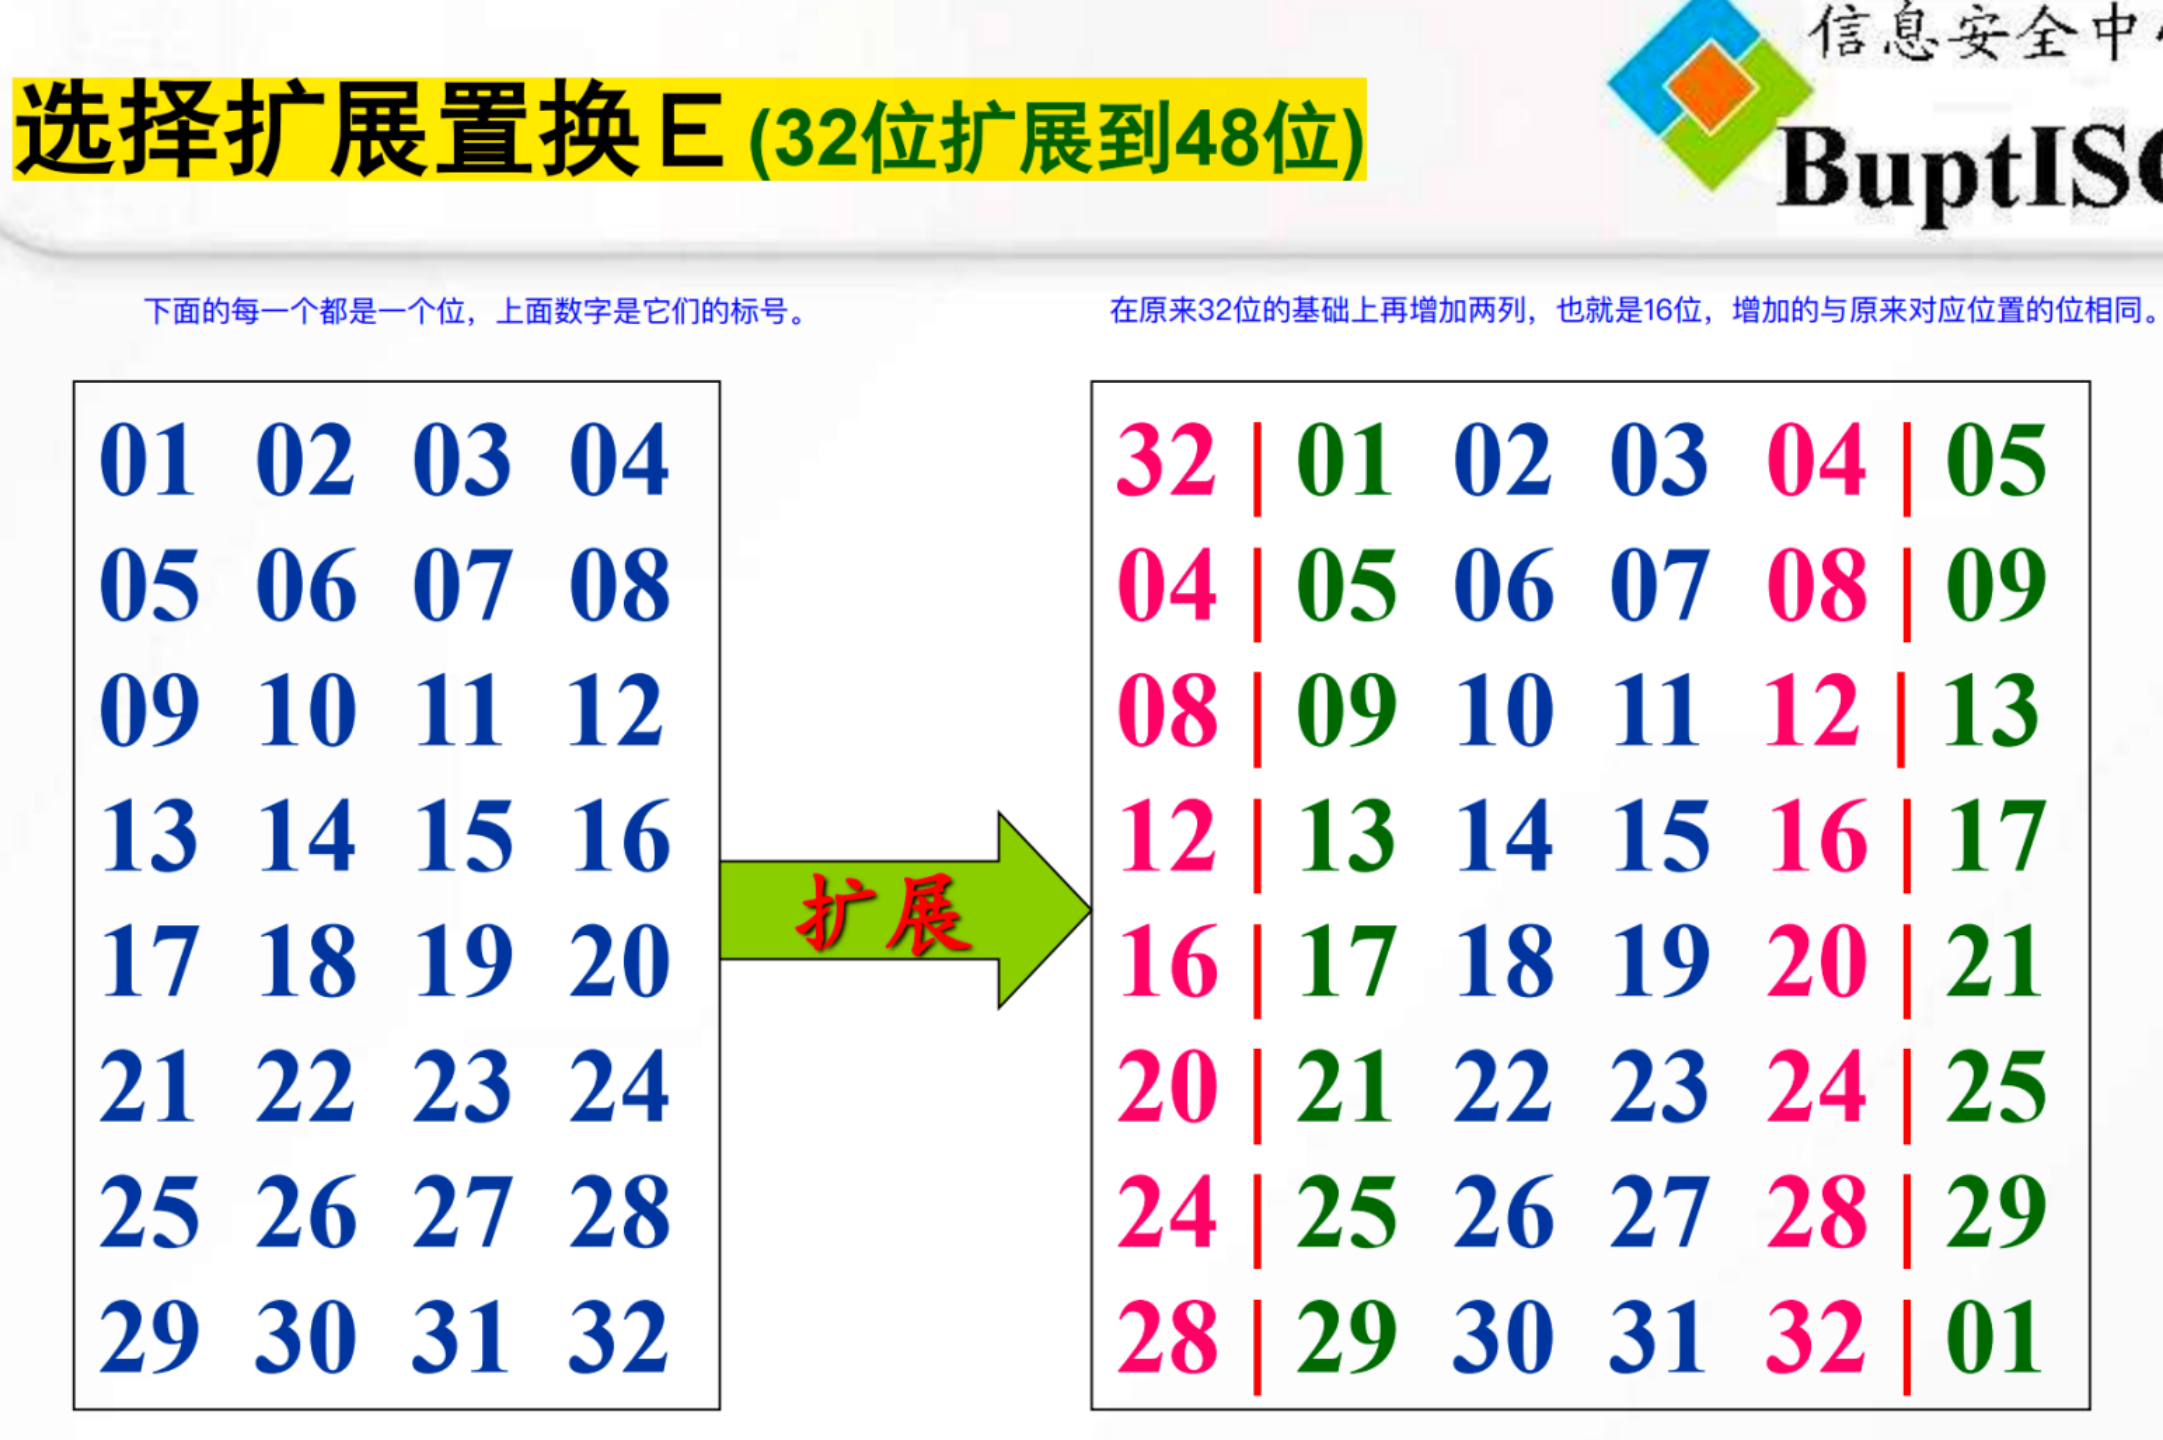 信息安全中
选择扩展置换E (32位扩展到48位)
BuptIS
下面的每一个都是一个位，上面数字是它们的标号。
在原来32位的基础上再增加两列，也就是16位，增加的与原来对应位置的位相同。
01 02 03 04
05 06 07 08
09 10 11 12
13 14 15 16
17 18 19 20
21 22 23 24
25 26 27 28
29 30 31 32
扩展
32 | 01 02 03 04 | 05
04 | 05 06 07 08 | 09
08 | 09 10 11 12 | 13
12 | 13 14 15 16 | 17
16 | 17 18 19 20 | 21
20 | 21 22 23 24 | 25
24 | 25 26 27 28 | 29
28 | 29 30 31 32 | 01